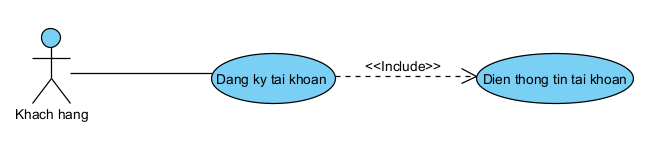 <<Include>>
Dang ky tai khoan
Dien thong tin tai khoan
Khach hang